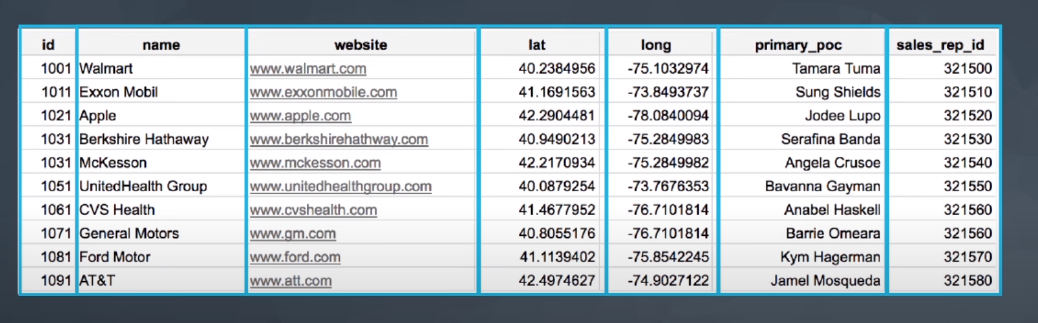 id name website lat long primary_poc sales_rep_id
1001 Walmart www.walmart.com 40.2384956 -75.1032974 Tamara Tuma 321500
1011 Exxon Mobil www.exxonmobile.com 41.1691563 -73.8493737 Sung Shields 321510
1021 Apple www.apple.com 42.2904481 -78.0840094 Jodee Lupo 321520
1031 Berkshire Hathaway www.berkshirehathway.com 40.9490213 -75.2849983 Serafina Banda 321530
1031 McKesson www.mckesson.com 42.2170934 -75.2849982 Angela Crusoe 321540
1051 UnitedHealth Group www.unitedhealthgroup.com 40.0879254 -73.7676353 Bavanna Gayman 321550
1061 CVS Health www.cvshealth.com 41.4677952 -76.7101814 Anabel Haskell 321560
1071 General Motors www.gm.com 40.8055176 -76.7101814 Barrie Omeara 321560
1081 Ford Motor www.ford.com 41.1139402 -75.8542245 Kym Hagerman 321570
1091 AT&T www.att.com 42.4974627 -74.9027122 Jamel Mosqueda 321580